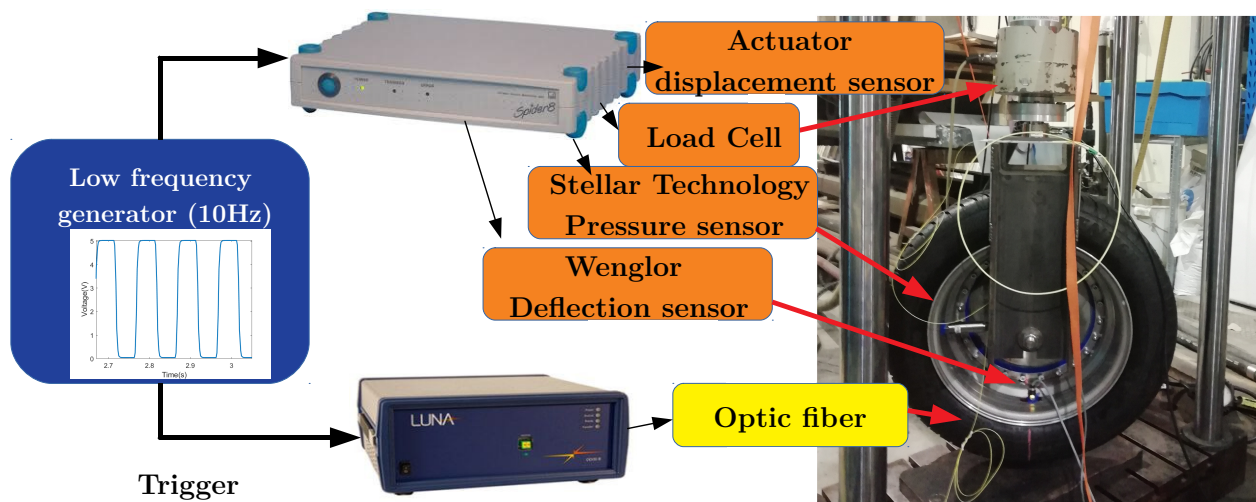 Actuator
displacement sensor
Spider8
Load Cell
Low frequency
generator (10Hz)
Stellar Technology
Pressure sensor
5
4
3
2
1
0
Voltage(V)
2.7
2.8
2.9
3
Time(s)
Wenglor
Deflection sensor
LUNA
Optic fiber
Trigger